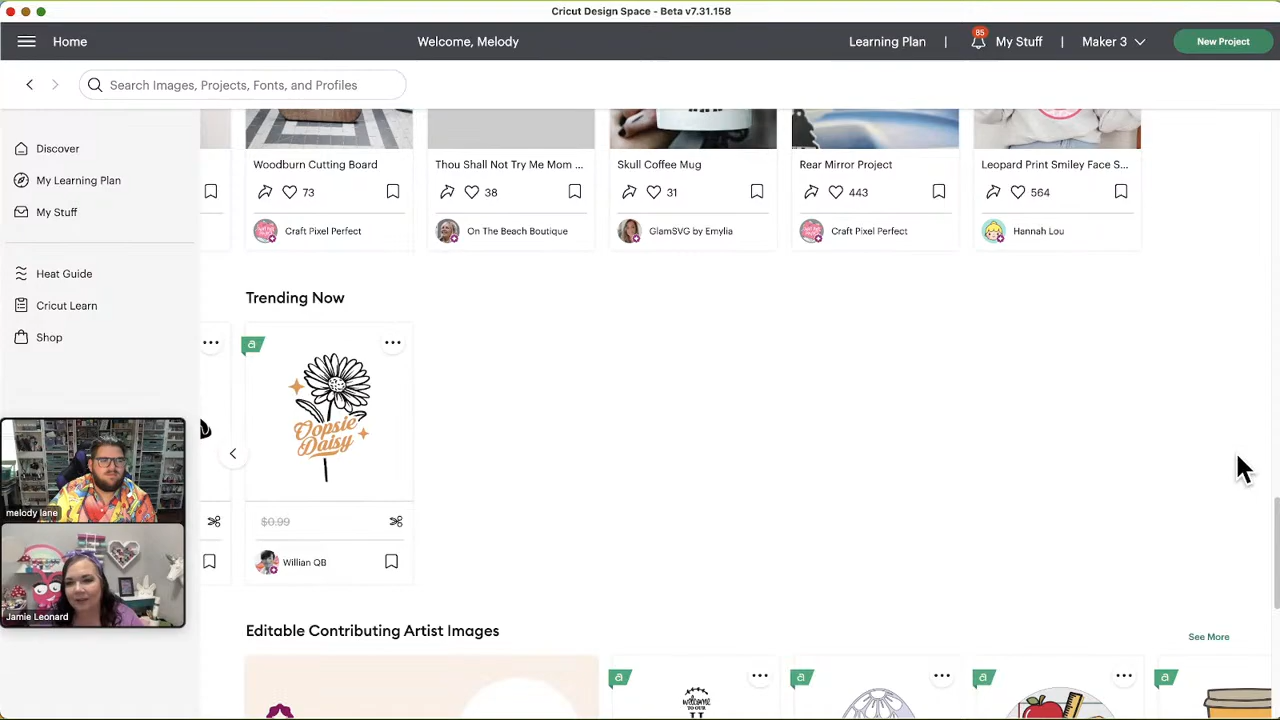 Cricut Design Space - Beta v7.31.158
Home
Welcome, Melody
Learning Plan
85
My Stuff
Maker 3
New Project
Search Images, Projects, Fonts, and Profiles
Discover
My Learning Plan
My Stuff
Heat Guide
Cricut Learn
Shop
Woodburn Cutting Board
Thou Shall Not Try Me Mom ...
Skull Coffee Mug
Rear Mirror Project
Leopard Print Smiley Face S...
73
38
31
443
564
Craft Pixel Perfect
On The Beach Boutique
GlamSVG by Emylia
Craft Pixel Perfect
Hannah Lou
Trending Now
a
Oopsie
Daisy
$0.99
Willian QB
melody lane
Jamie Leonard
Editable Contributing Artist Images
See More
a
a
a
a
welcome
TO OUR